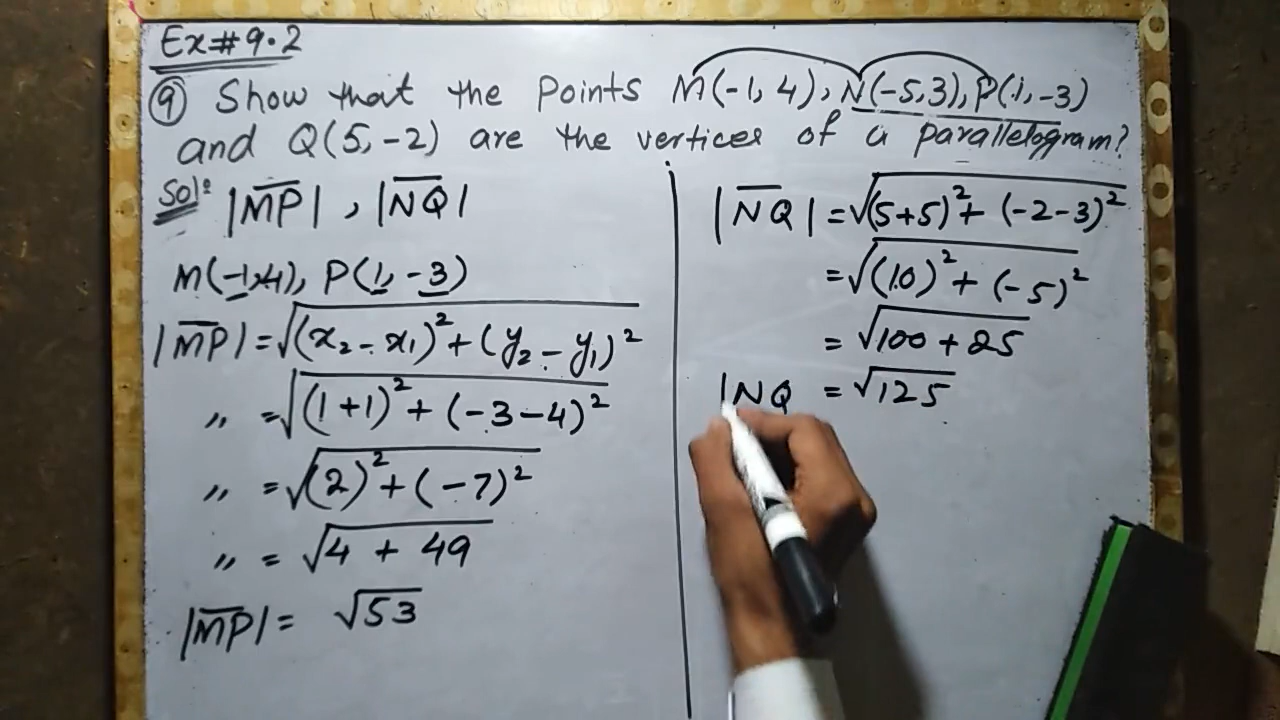 Ex#9.2
9 Show that the points M(-1, 4), N(-5, 3), P(1, -3)
and Q(5, -2) are the vertices of a parallelogram?
Sol: |MP|, |NQ|
M(-1,4), P(1, -3)
|MP| = √(x₂ - x₁)² + (y₂ - y₁)²
〃 = √(1+1)² + (-3-4)²
〃 = √(2)² + (-7)²
〃 = √4 + 49
|MP| = √53
|NQ| = √(5+5)² + (-2-3)²
= √(10)² + (-5)²
= √100 + 25
|NQ = √125